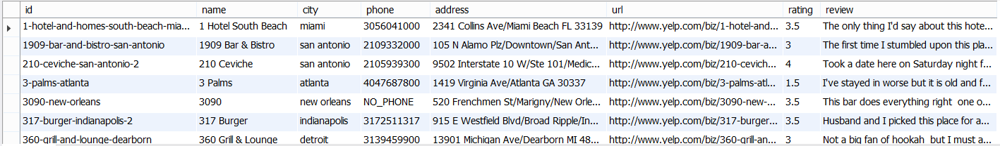 id name city phone address url rating review
1-hotel-and-homes-south-beach-mia... 1 Hotel South Beach miami 3056041000 2341 Collins Ave/Miami Beach FL 33139 http://www.yelp.com/biz/1-hotel-and... 3.5 The only thing I'd say about this hote...
1909-bar-and-bistro-san-antonio 1909 Bar & Bistro san antonio 2109332000 105 N Alamo Plz/Downtown/San Ant... http://www.yelp.com/biz/1909-bar-a... 3 The first time I stumbled upon this pla...
210-ceviche-san-antonio-2 210 Ceviche san antonio 2105939300 9502 Interstate 10 W/Ste 101/Medic... http://www.yelp.com/biz/210-cevich... 4 Took a date here on Saturday night f...
3-palms-atlanta 3 Palms atlanta 4047687800 1419 Virginia Ave/Atlanta GA 30337 http://www.yelp.com/biz/3-palms-atl... 1.5 I've stayed in worse but it is old and f...
3090-new-orleans 3090 new orleans NO_PHONE 520 Frenchmen St/Marigny/New Orle... http://www.yelp.com/biz/3090-new-... 3.5 This bar does everything right one o...
317-burger-indianapolis-2 317 Burger indianapolis 3172511317 915 E Westfield Blvd/Broad Ripple/In... http://www.yelp.com/biz/317-burger... 3.5 Husband and I picked this place for a...
360-grill-and-lounge-dearborn 360 Grill & Lounge detroit 3139459900 13901 Michigan Ave/Dearborn MI 48... http://www.yelp.com/biz/360-grill-an... 3 Not a big fan of hookah but I must a...